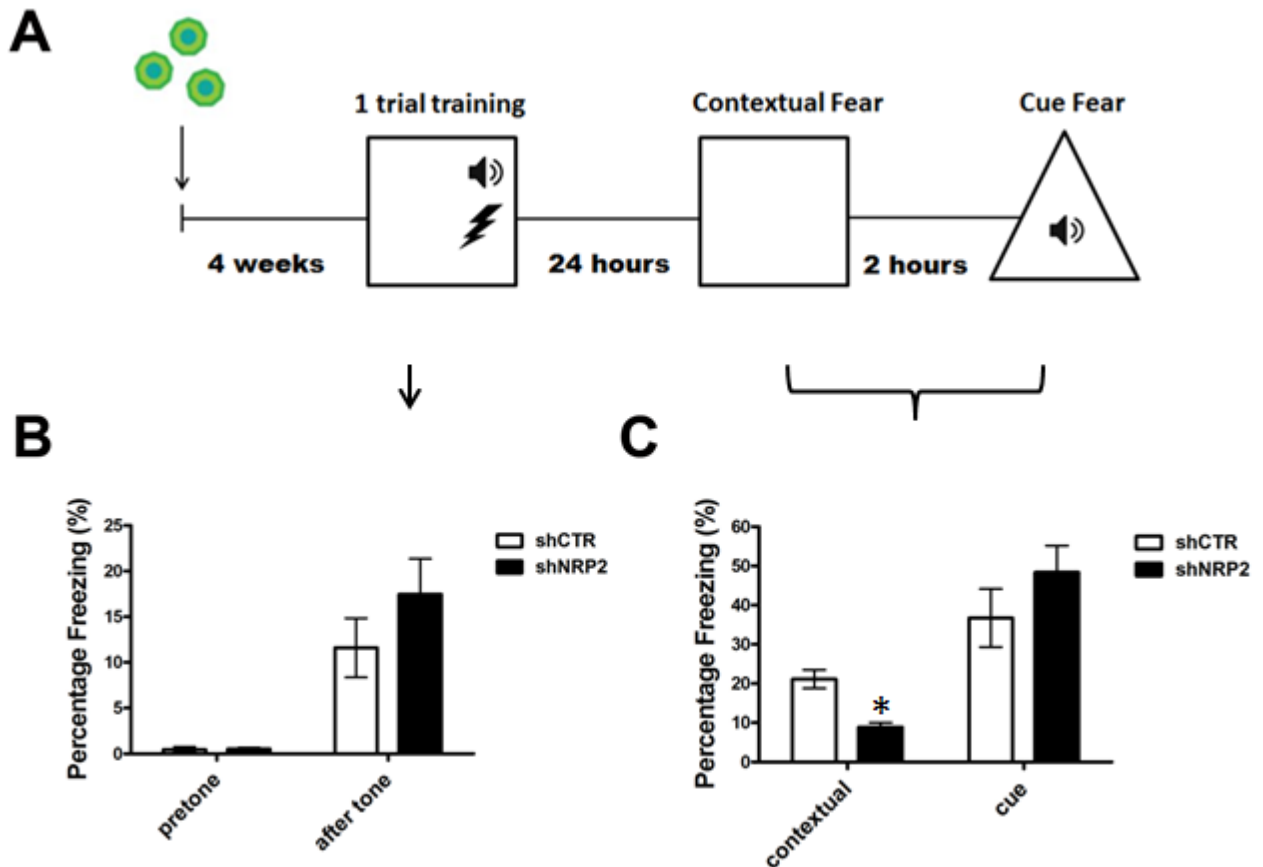 A
1 trial training
Contextual Fear
Cue Fear
4 weeks
24 hours
2 hours
B
Percentage Freezing (%)
25
20
15
10
5
0
pretone
after tone
shCTR
shNRP2
C
Percentage Freezing (%)
60
50
40
30
20
10
0
*
contextual
cue
shCTR
shNRP2